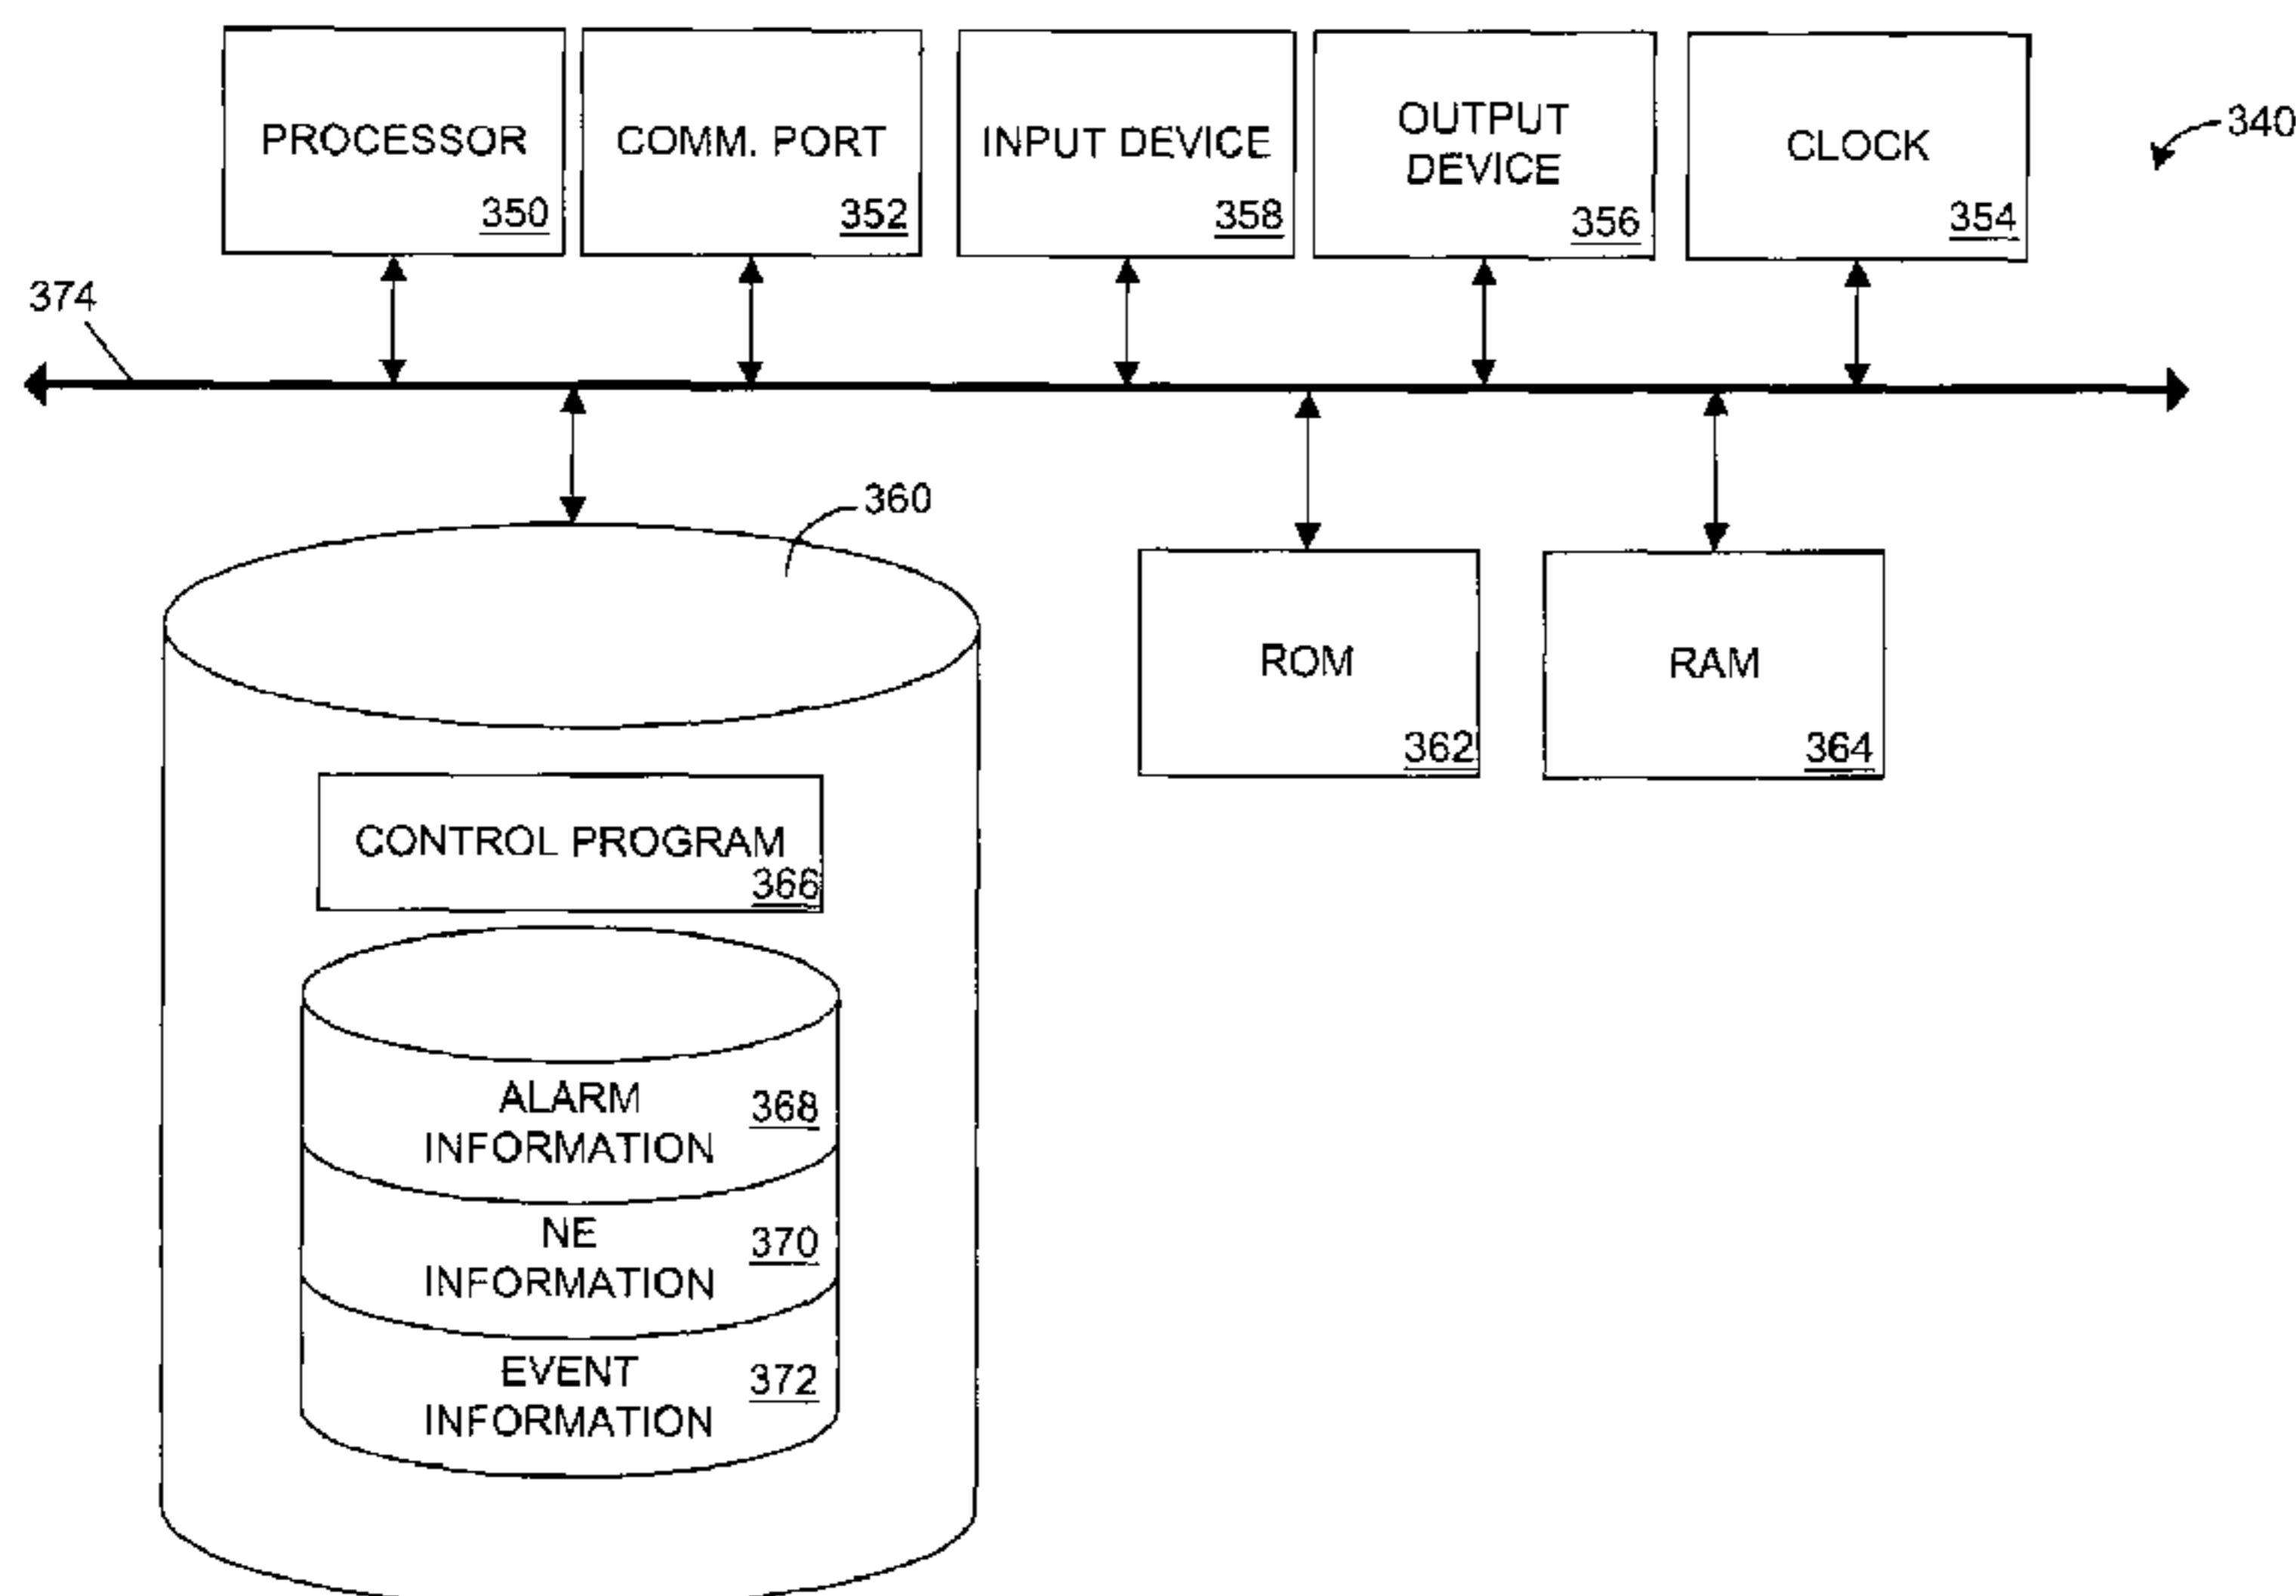 PROCESSOR
350
COMM. PORT
352
INPUT DEVICE
358
OUTPUT
DEVICE
356
CLOCK
354
340
374
360
ROM
362
RAM
364
CONTROL PROGRAM
366
ALARM
INFORMATION
368
NE
INFORMATION
370
EVENT
INFORMATION
372